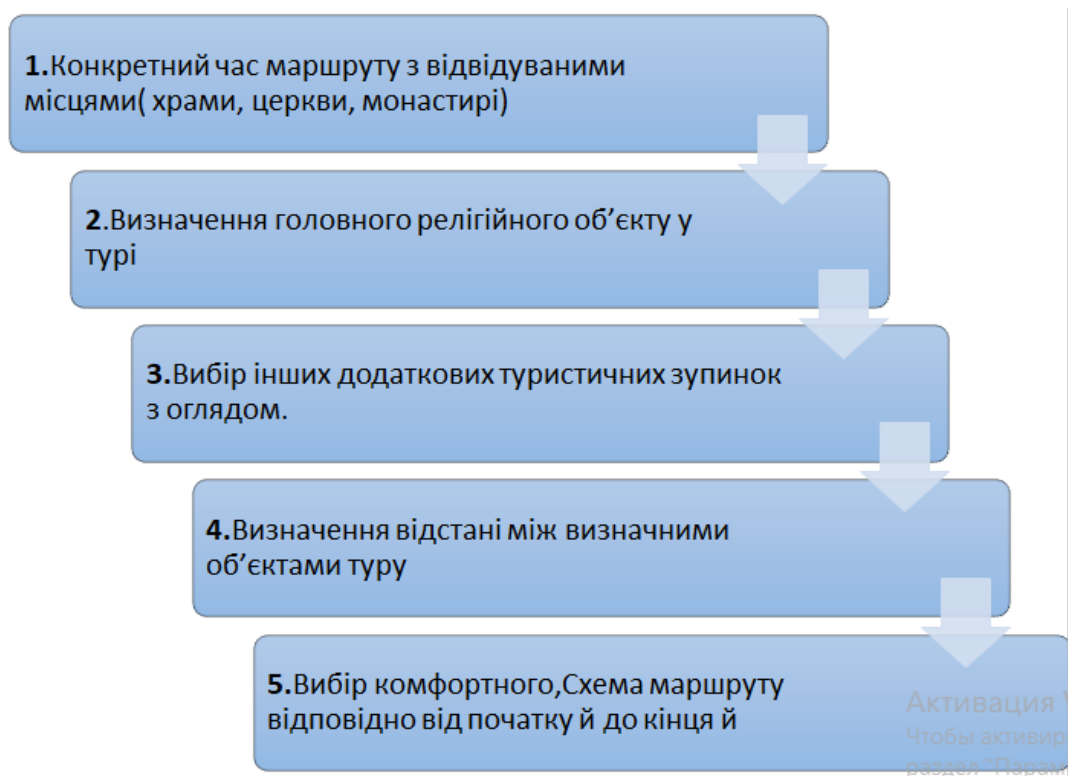 1.Конкретний час маршруту з відвідуваними
місцями( храми, церкви, монастирі)
2.Визначення головного релігійного об’єкту у
турі
3.Вибір інших додаткових туристичних зупинок
з оглядом.
4.Визначення відстані між визначними
об’єктами туру
5.Вибір комфортного,Схема маршруту
відповідно від початку й до кінця й
Активация
Чтобы
раздел